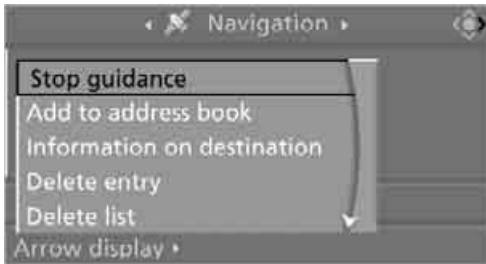 Navigation
Stop guidance
Add to address book
Information on destination
Delete entry
Delete list
Arrow display